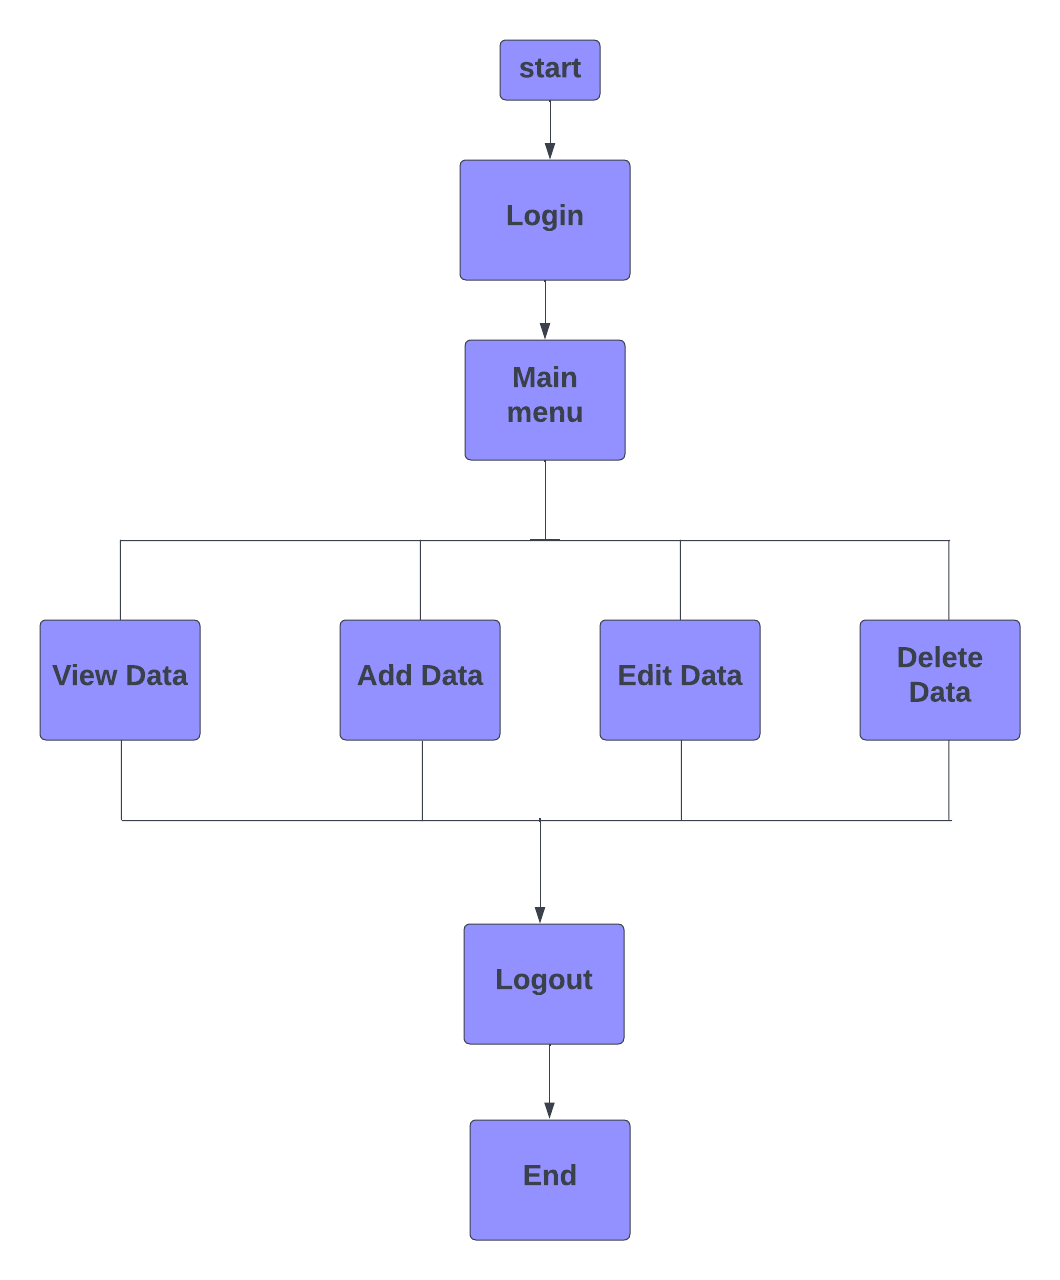 start
Login
Main
menu
View Data
Add Data
Edit Data
Delete
Data
Logout
End